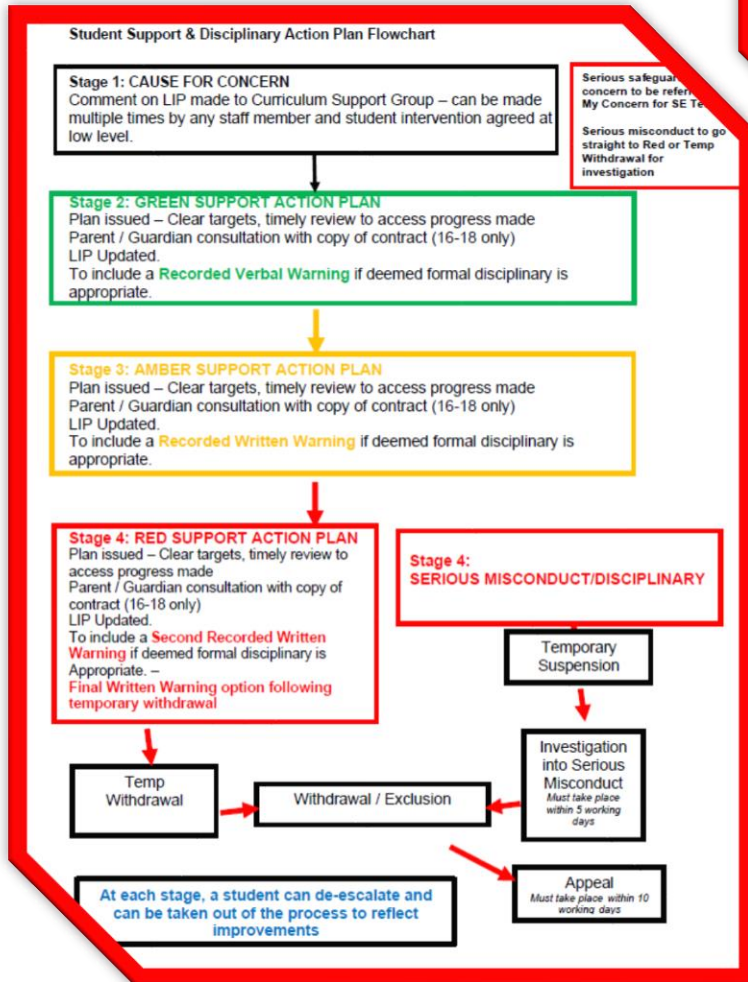 Student Support & Disciplinary Action Plan Flowchart
Stage 1: CAUSE FOR CONCERN
Comment on LIP made to Curriculum Support Group – can be made
multiple times by any staff member and student intervention agreed at
low level.
Serious
concern to be
My Concern for SE
Serious misconduct to go
straight to Red or Temp
Withdrawal for
investigation
Stage 2: GREEN SUPPORT ACTION PLAN
Plan issued – Clear targets, timely review to access progress made
Parent / Guardian consultation with copy of contract (16-18 only)
LIP Updated.
To include a Recorded Verbal Warning if deemed formal disciplinary is
appropriate.
Stage 3: AMBER SUPPORT ACTION PLAN
Plan issued – Clear targets, timely review to access progress made
Parent / Guardian consultation with copy of contract (16-18 only)
LIP Updated.
To include a Recorded Written Warning if deemed formal disciplinary is
appropriate.
Stage 4: RED SUPPORT ACTION PLAN
Plan issued – Clear targets, timely review to
access progress made
Parent / Guardian consultation with copy of
contract (16-18 only)
LIP Updated.
To include a Second Recorded Written
Warning if deemed formal disciplinary is
Appropriate. –
Final Written Warning option following
temporary withdrawal
Stage 4:
SERIOUS MISCONDUCT/DISCIPLINARY
Temporary
Suspension
Investigation
into Serious
Misconduct
Must take place
within 5 working
days
Temp
Withdrawal
Withdrawal / Exclusion
Appeal
Must take place within 10
working days
At each stage, a student can de-escalate and
can be taken out of the process to reflect
improvements